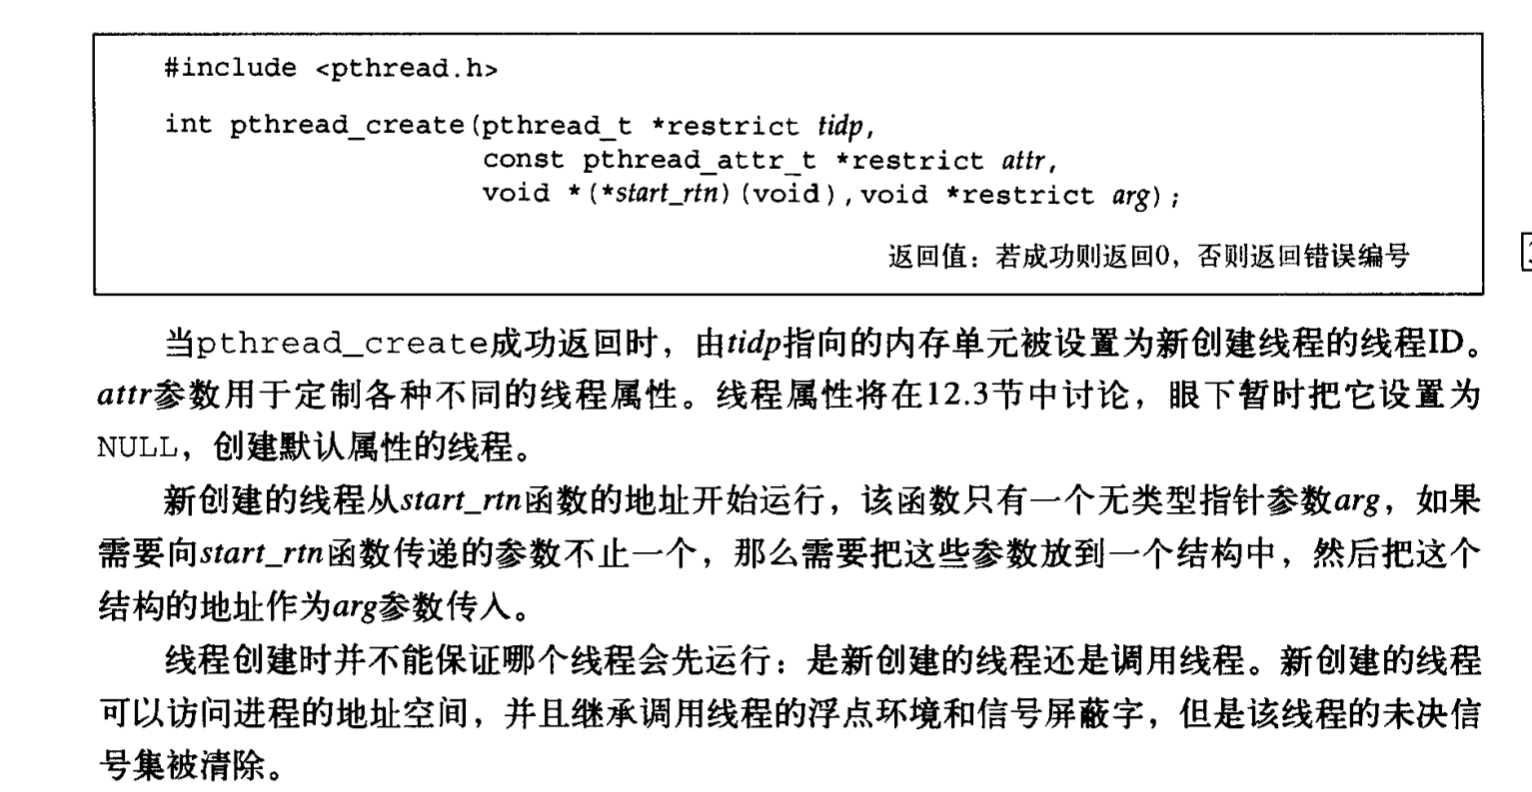 #include <pthread.h>
int pthread_create(pthread_t *restrict tidp,
const pthread_attr_t *restrict attr,
void *(*start_rtn)(void),void *restrict arg);
返回值：若成功则返回0，否则返回错误编号
当pthread_create成功返回时，由tidp指向的内存单元被设置为新创建线程的线程ID。
attr参数用于定制各种不同的线程属性。线程属性将在12.3节中讨论，眼下暂时把它设置为
NULL，创建默认属性的线程。
新创建的线程从start_rtn函数的地址开始运行，该函数只有一个无类型指针参数arg，如果
需要向start_rtn函数传递的参数不止一个，那么需要把这些参数放到一个结构中，然后把这个
结构的地址作为arg参数传入。
线程创建时并不能保证哪个线程会先运行：是新创建的线程还是调用线程。新创建的线程
可以访问进程的地址空间，并且继承调用线程的浮点环境和信号屏蔽字，但是该线程的未决信
号集被清除。